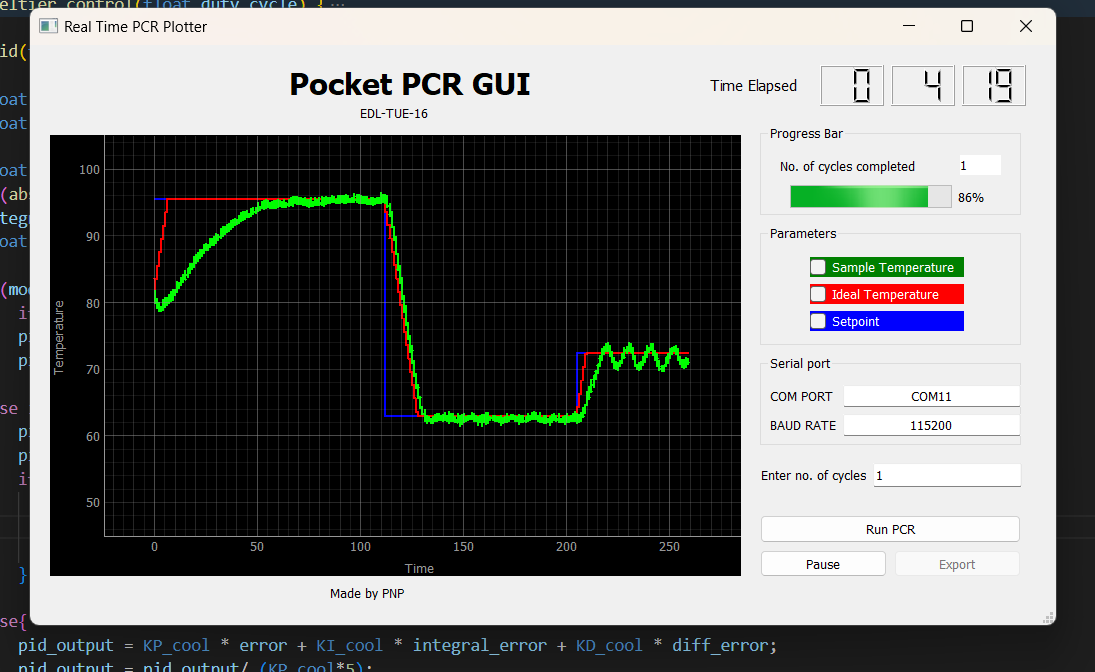 eltier_control(float duty_cycle) { ...
Real Time PCR Plotter
id(
Pocket PCR GUI
EDL-TUE-16
Time Elapsed
0 4 19
oat
oat
oat
(abs
tegr
oat
(mod
i
p
p
se
p
p
i
}
Progress Bar
No. of cycles completed 1
86%
Parameters
Sample Temperature
Ideal Temperature
Setpoint
Serial port
COM PORT COM11
BAUD RATE 115200
Enter no. of cycles 1
Run PCR
Pause Export
Temperature
100
90
80
70
60
50
0 50 100 150 200 250
Time
Made by PNP
se{
pid_output = KP_cool * error + KI_cool * integral_error + KD_cool * diff_error;
pid_output = pid_output/ (KP_cool*5);